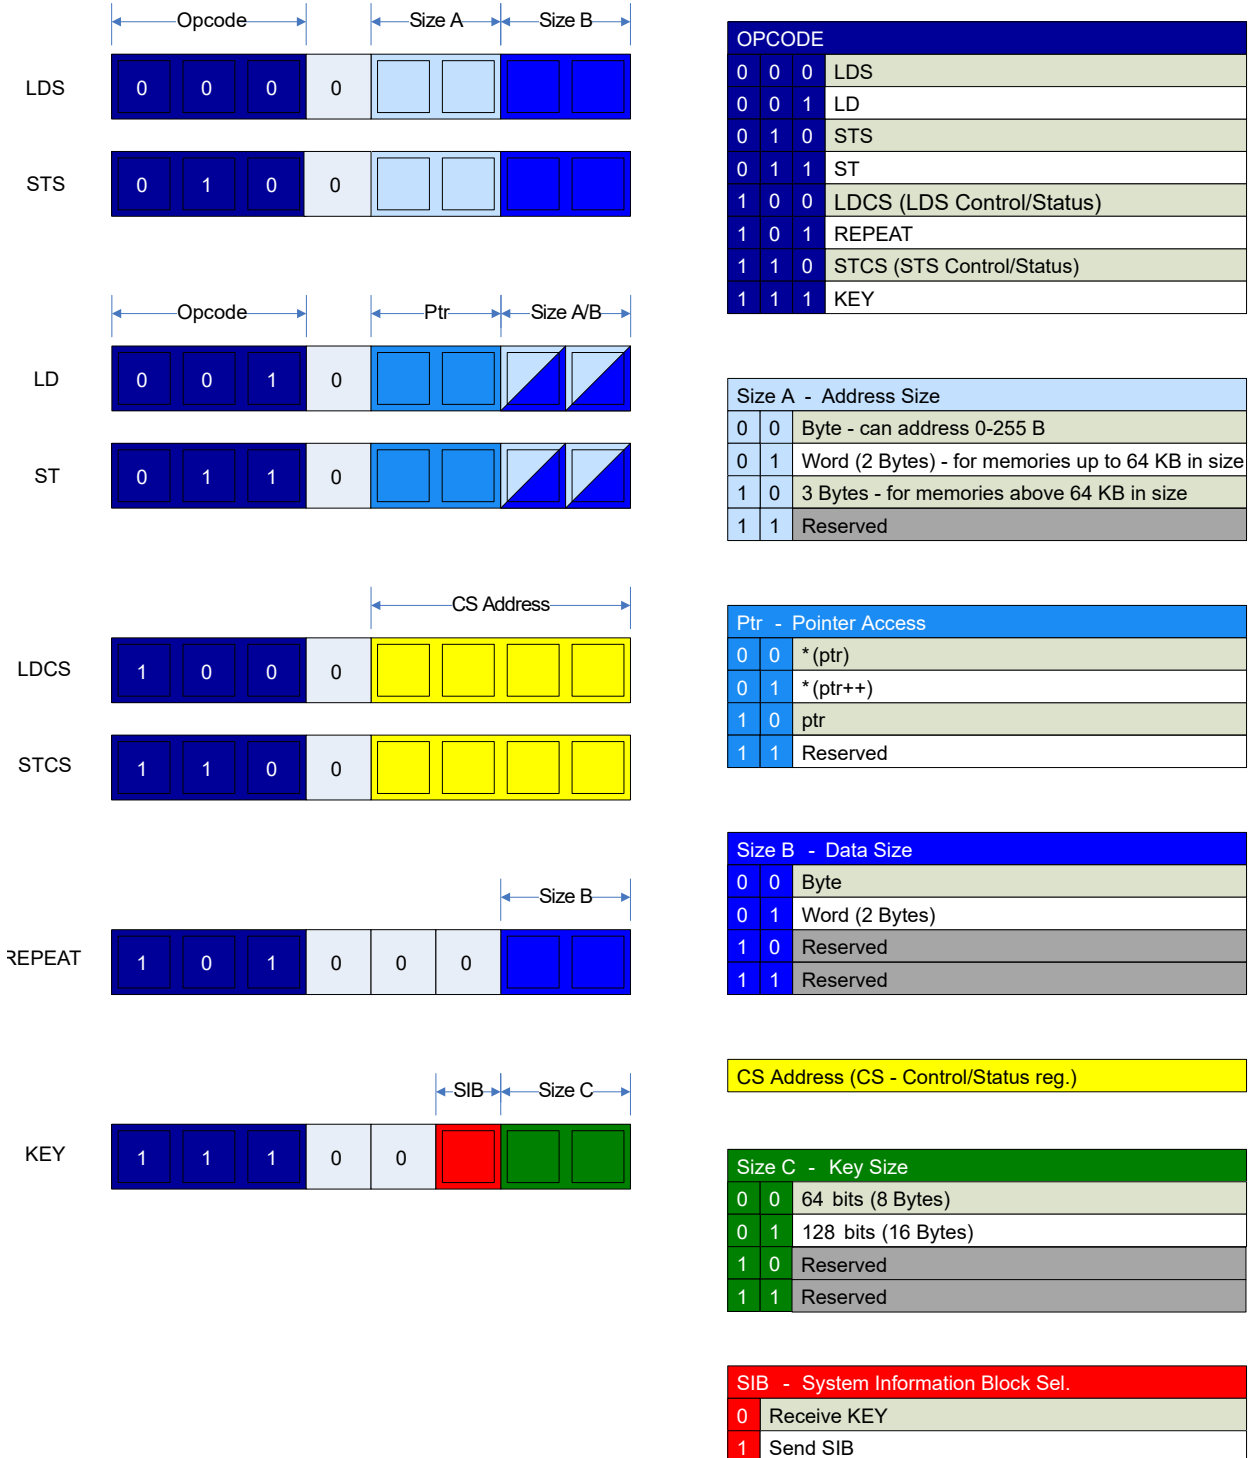 Opcode Size A Size B
LDS 0 0 0 0
STS 0 1 0 0
Opcode Ptr Size A/B
LD 0 0 1 0
ST 0 1 1 0
CS Address
LDCS 1 0 0 0
STCS 1 1 0 0
Size B
REPEAT 1 0 1 0 0 0
SIB Size C
KEY 1 1 1 0 0
OPCODE
0 0 0 LDS
0 0 1 LD
0 1 0 STS
0 1 1 ST
1 0 0 LDCS (LDS Control/Status)
1 0 1 REPEAT
1 1 0 STCS (STS Control/Status)
1 1 1 KEY
Size A - Address Size
0 0 Byte - can address 0-255 B
0 1 Word (2 Bytes) - for memories up to 64 KB in size
1 0 3 Bytes - for memories above 64 KB in size
1 1 Reserved
Ptr - Pointer Access
0 0 *(ptr)
0 1 *(ptr++)
1 0 ptr
1 1 Reserved
Size B - Data Size
0 0 Byte
0 1 Word (2 Bytes)
1 0 Reserved
1 1 Reserved
CS Address (CS - Control/Status reg.)
Size C - Key Size
0 0 64 bits (8 Bytes)
0 1 128 bits (16 Bytes)
1 0 Reserved
1 1 Reserved
SIB - System Information Block Sel.
0 Receive KEY
1 Send SIB